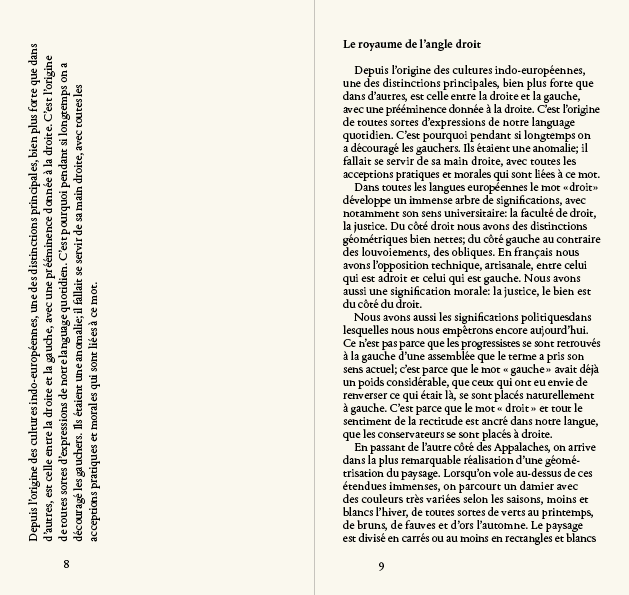 Depuis l'origine des cultures indo-européennes, une des distinctions principales, bien plus forte que dans
d'autres, est celle entre la droite et la gauche, avec une prééminence donnée à la droite. C'est l'origine
de toutes sortes d'expressions de notre language quotidien. C'est pourquoi pendant si longtemps on a
découragé les gauchers. Ils étaient une anomalie; il fallait se servir de sa main droite, avec toutes les
acceptions pratiques et morales qui sont liées à ce mot.
8
Le royaume de l'angle droit
Depuis l'origine des cultures indo-européennes,
une des distinctions principales, bien plus forte que
dans d'autres, est celle entre la droite et la gauche,
avec une prééminence donnée à la droite. C'est l'origine
de toutes sortes d'expressions de notre language
quotidien. C'est pourquoi pendant si longtemps on
a découragé les gauchers. Ils étaient une anomalie; il
fallait se servir de sa main droite, avec toutes les
acceptions pratiques et morales qui sont liées à ce mot.
Dans toutes les langues européennes le mot «droit»
développe un immense arbre de significations, avec
notamment son sens universitaire: la faculté de droit,
la justice. Du côté droit nous avons des distinctions
géométriques bien nettes; du côté gauche au contraire
des louvoiements, des obliques. En français nous
avons l'opposition technique, artisanale, entre celui
qui est adroit et celui qui est gauche. Nous avons
aussi une signification morale: la justice, le bien est
du côté du droit.
Nous avons aussi les significations politiquesdans
lesquelles nous nous empêtrons encore aujourd'hui.
Ce n'est pas parce que les progressistes se sont retrouvés
à la gauche d'une assemblée que le terme a pris son
sens actuel; c'est parce que le mot « gauche» avait déjà
un poids considérable, que ceux qui ont eu envie de
renverser ce qui était là, se sont placés naturellement
à gauche. C'est parce que le mot « droit » et tout le
sentiment de la rectitude est ancré dans notre langue,
que les conservateurs se sont placés à droite.
En passant de l'autre côté des Appalaches, on arrive
dans la plus remarquable réalisation d'une géomé-
trisation du paysage. Lorsqu'on vole au-dessus de ces
étendues immenses, on parcourt un damier avec
des couleurs très variées selon les saisons, moins et
blancs l'hiver, de toutes sortes de verts au printemps,
de bruns, de fauves et d'ors l'automne. Le paysage
est divisé en carrés ou au moins en rectangles et blancs
9